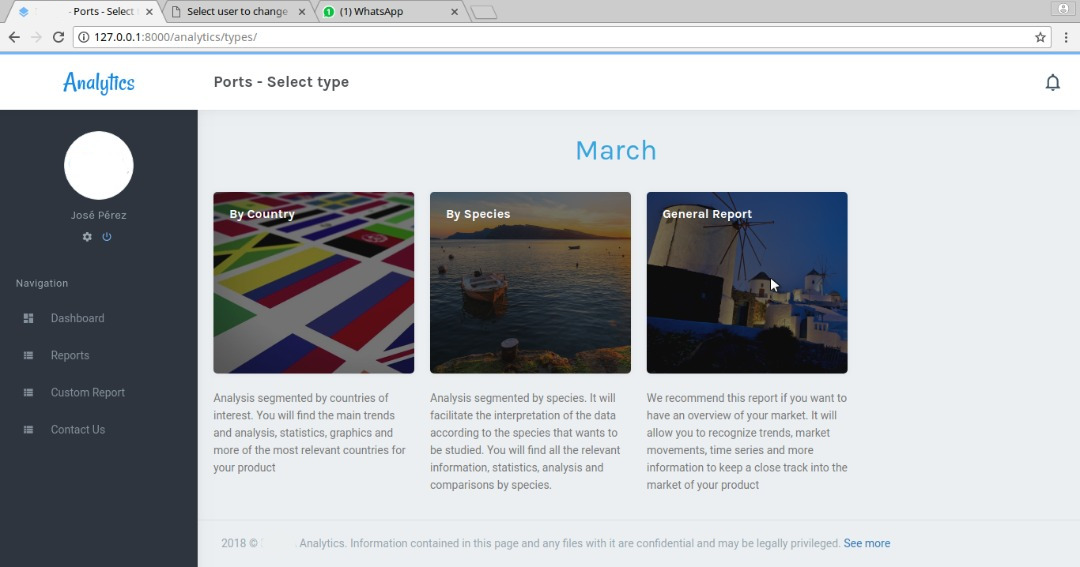 - Ports - Select
Select user to change
(1) WhatsApp
127.0.0.1:8000/analytics/types/
Analytics
Ports - Select type
José Pérez
Navigation
Dashboard
Reports
Custom Report
Contact Us
March
By Country
Analysis segmented by countries of
interest. You will find the main trends
and analysis, statistics, graphics and
more of the most relevant countries for
your product
By Species
Analysis segmented by species. It will
facilitate the interpretation of the data
according to the species that wants to
be studied. You will find all the relevant
information, statistics, analysis and
comparisons by species.
General Report
We recommend this report if you want to
have an overview of your market. It will
allow you to recognize trends, market
movements, time series and more
information to keep a close track into the
market of your product
2018 © . Analytics. Information contained in this page and any files with it are confidential and may be legally privileged. See more